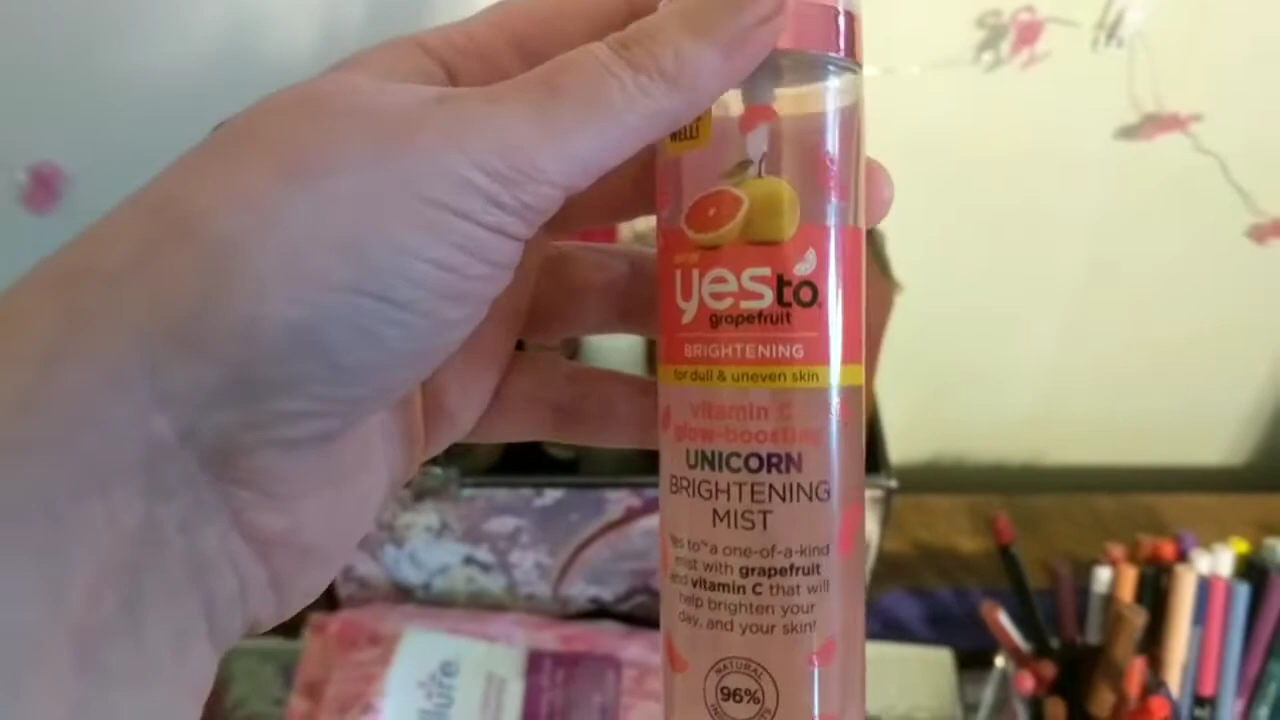 WELL!
yes to
grapefruit
BRIGHTENING
for dull & uneven skin
vitamin C
glow-boosting
UNICORN
BRIGHTENING
MIST
yes to™ a one-of-a-kind
mist with grapefruit
and vitamin C that will
help brighten your
day, and your skin!
NATURAL
96%